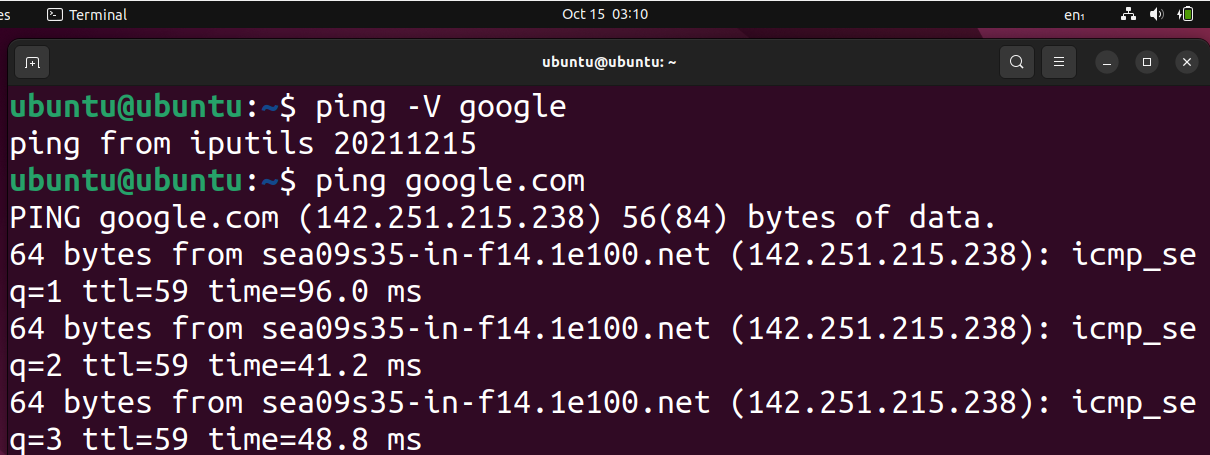 es Terminal Oct 15 03:10 en₁
ubuntu@ubuntu: ~
ubuntu@ubuntu:~$ ping -V google
ping from iputils 20211215
ubuntu@ubuntu:~$ ping google.com
PING google.com (142.251.215.238) 56(84) bytes of data.
64 bytes from sea09s35-in-f14.1e100.net (142.251.215.238): icmp_se
q=1 ttl=59 time=96.0 ms
64 bytes from sea09s35-in-f14.1e100.net (142.251.215.238): icmp_se
q=2 ttl=59 time=41.2 ms
64 bytes from sea09s35-in-f14.1e100.net (142.251.215.238): icmp_se
q=3 ttl=59 time=48.8 ms